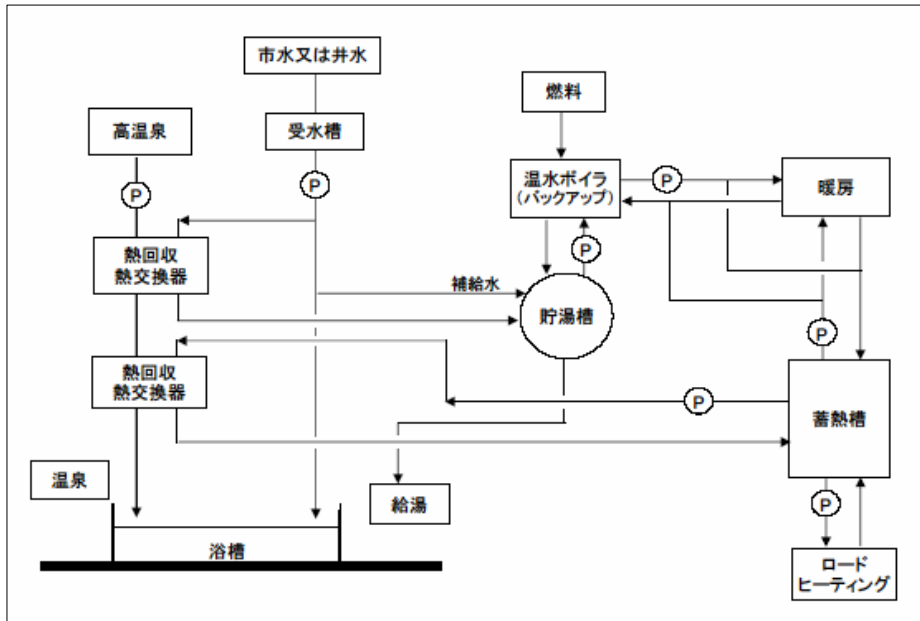 市水又は井水
燃料
高温泉
受水槽
P
P
温水ボイラ
(バックアップ)
P
暖房
熱回収
熱交換器
P
補給水
貯湯槽
P
熱回収
熱交換器
P
蓄熱槽
温泉
給湯
P
浴槽
ロード
ヒーティング